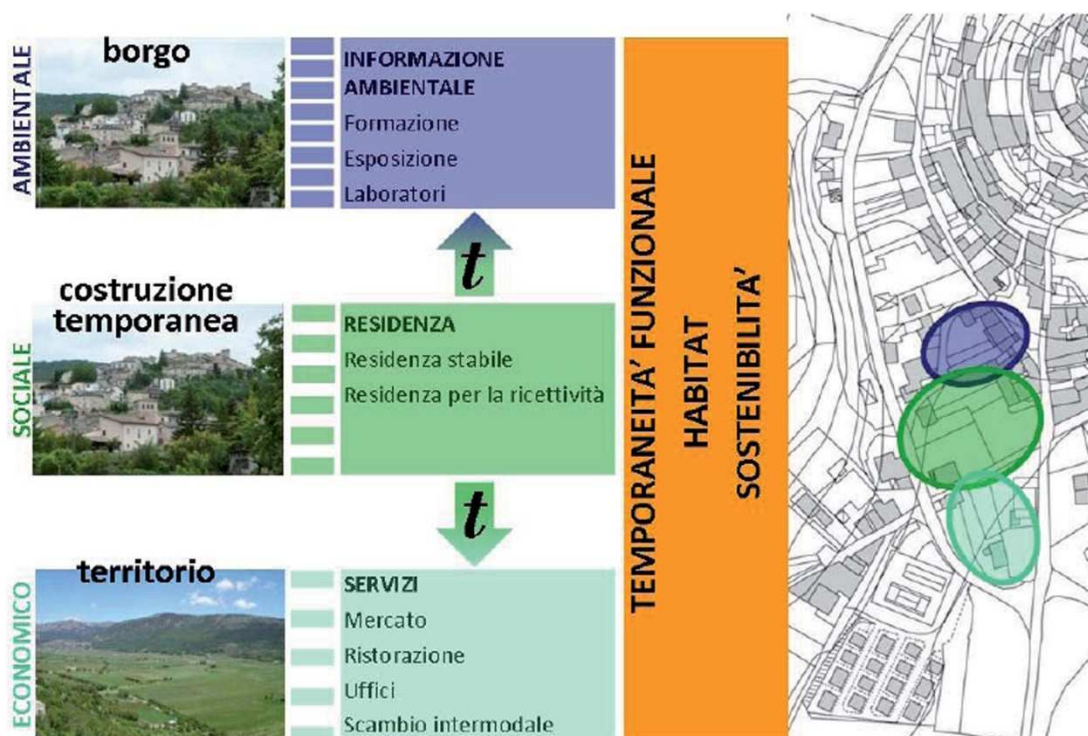 AMBIENTALE
borgo
INFORMAZIONE
AMBIENTALE
Formazione
Esposizione
Laboratori
t
SOCIALE
costruzione
temporanea
RESIDENZA
Residenza stabile
Residenza per la ricettività
t
ECONOMICO
territorio
SERVIZI
Mercato
Ristorazione
Uffici
Scambio intermodale
TEMPORANEITA' FUNZIONALE
HABITAT
SOSTENIBILITA'